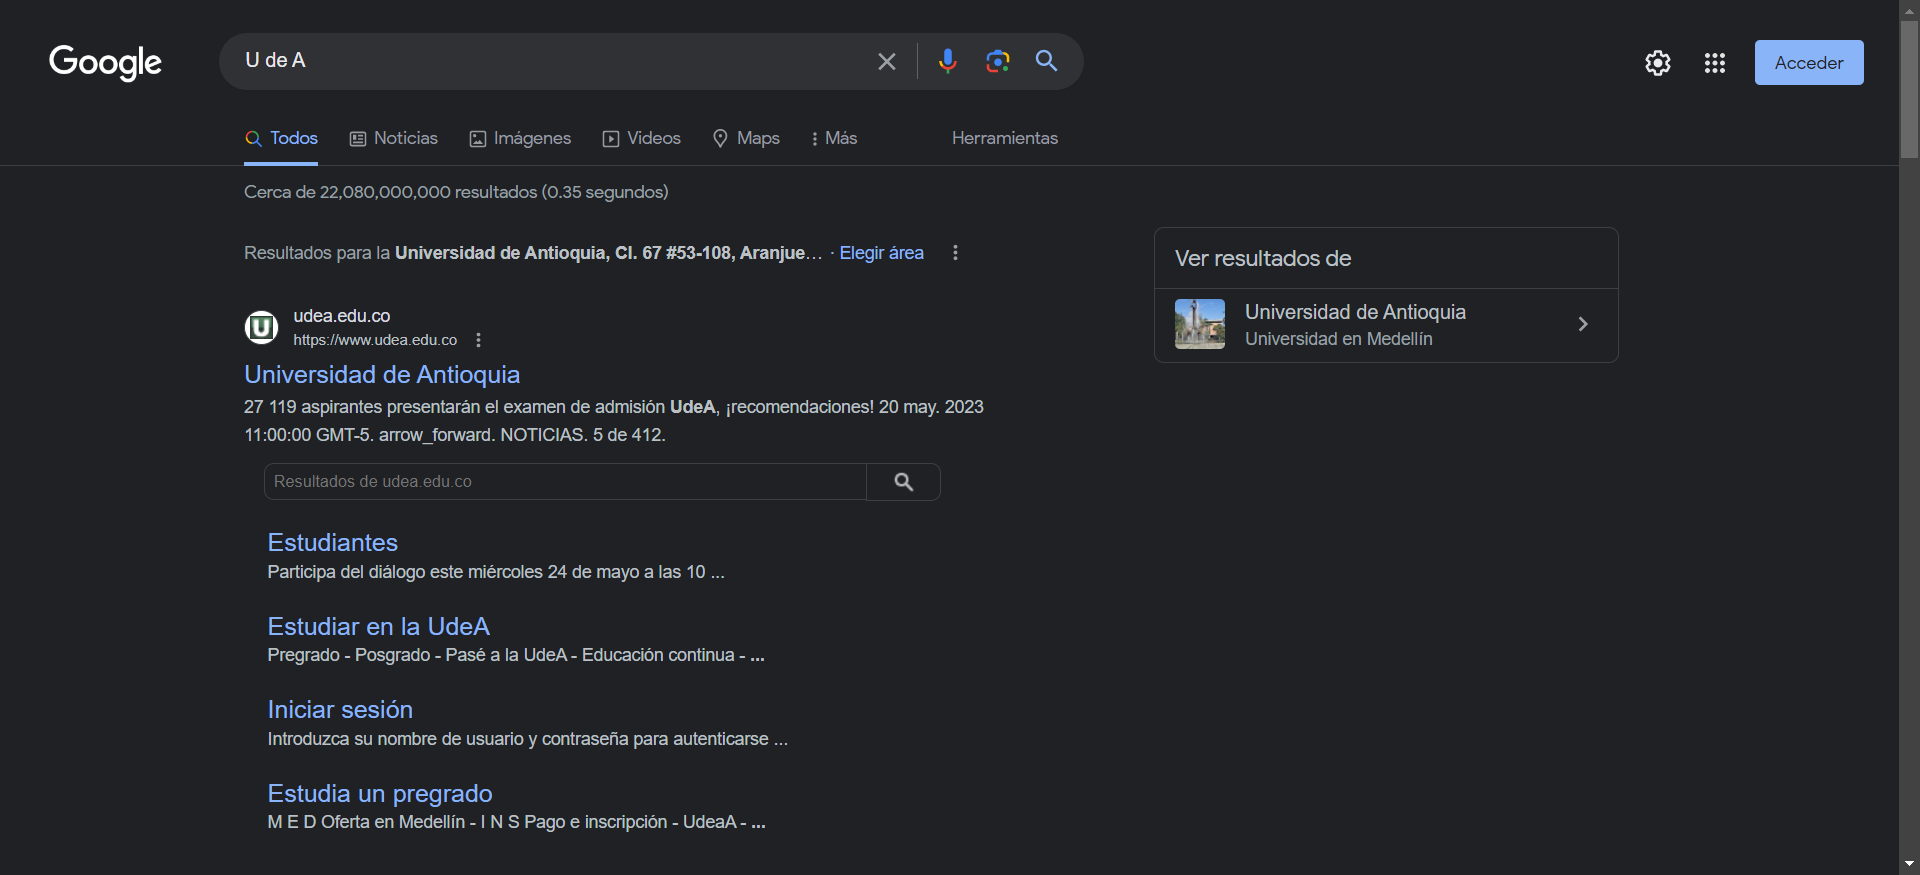 Google
U de A
Acceder
Todos
Noticias
Imágenes
Videos
Maps
Más
Herramientas
Cerca de 22,080,000,000 resultados (0.35 segundos)
Resultados para la Universidad de Antioquia, Cl. 67 #53-108, Aranjue... · Elegir área
udea.edu.co
https://www.udea.edu.co
Universidad de Antioquia
27 119 aspirantes presentarán el examen de admisión UdeA, ¡recomendaciones! 20 may. 2023
11:00:00 GMT-5. arrow_forward. NOTICIAS. 5 de 412.
Resultados de udea.edu.co
Estudiantes
Participa del diálogo este miércoles 24 de mayo a las 10 ...
Estudiar en la UdeA
Pregrado - Posgrado - Pasé a la UdeA - Educación continua - ...
Iniciar sesión
Introduzca su nombre de usuario y contraseña para autenticarse ...
Estudia un pregrado
M E D Oferta en Medellín - I N S Pago e inscripción - UdeaA - ...
Ver resultados de
Universidad de Antioquia
Universidad en Medellín